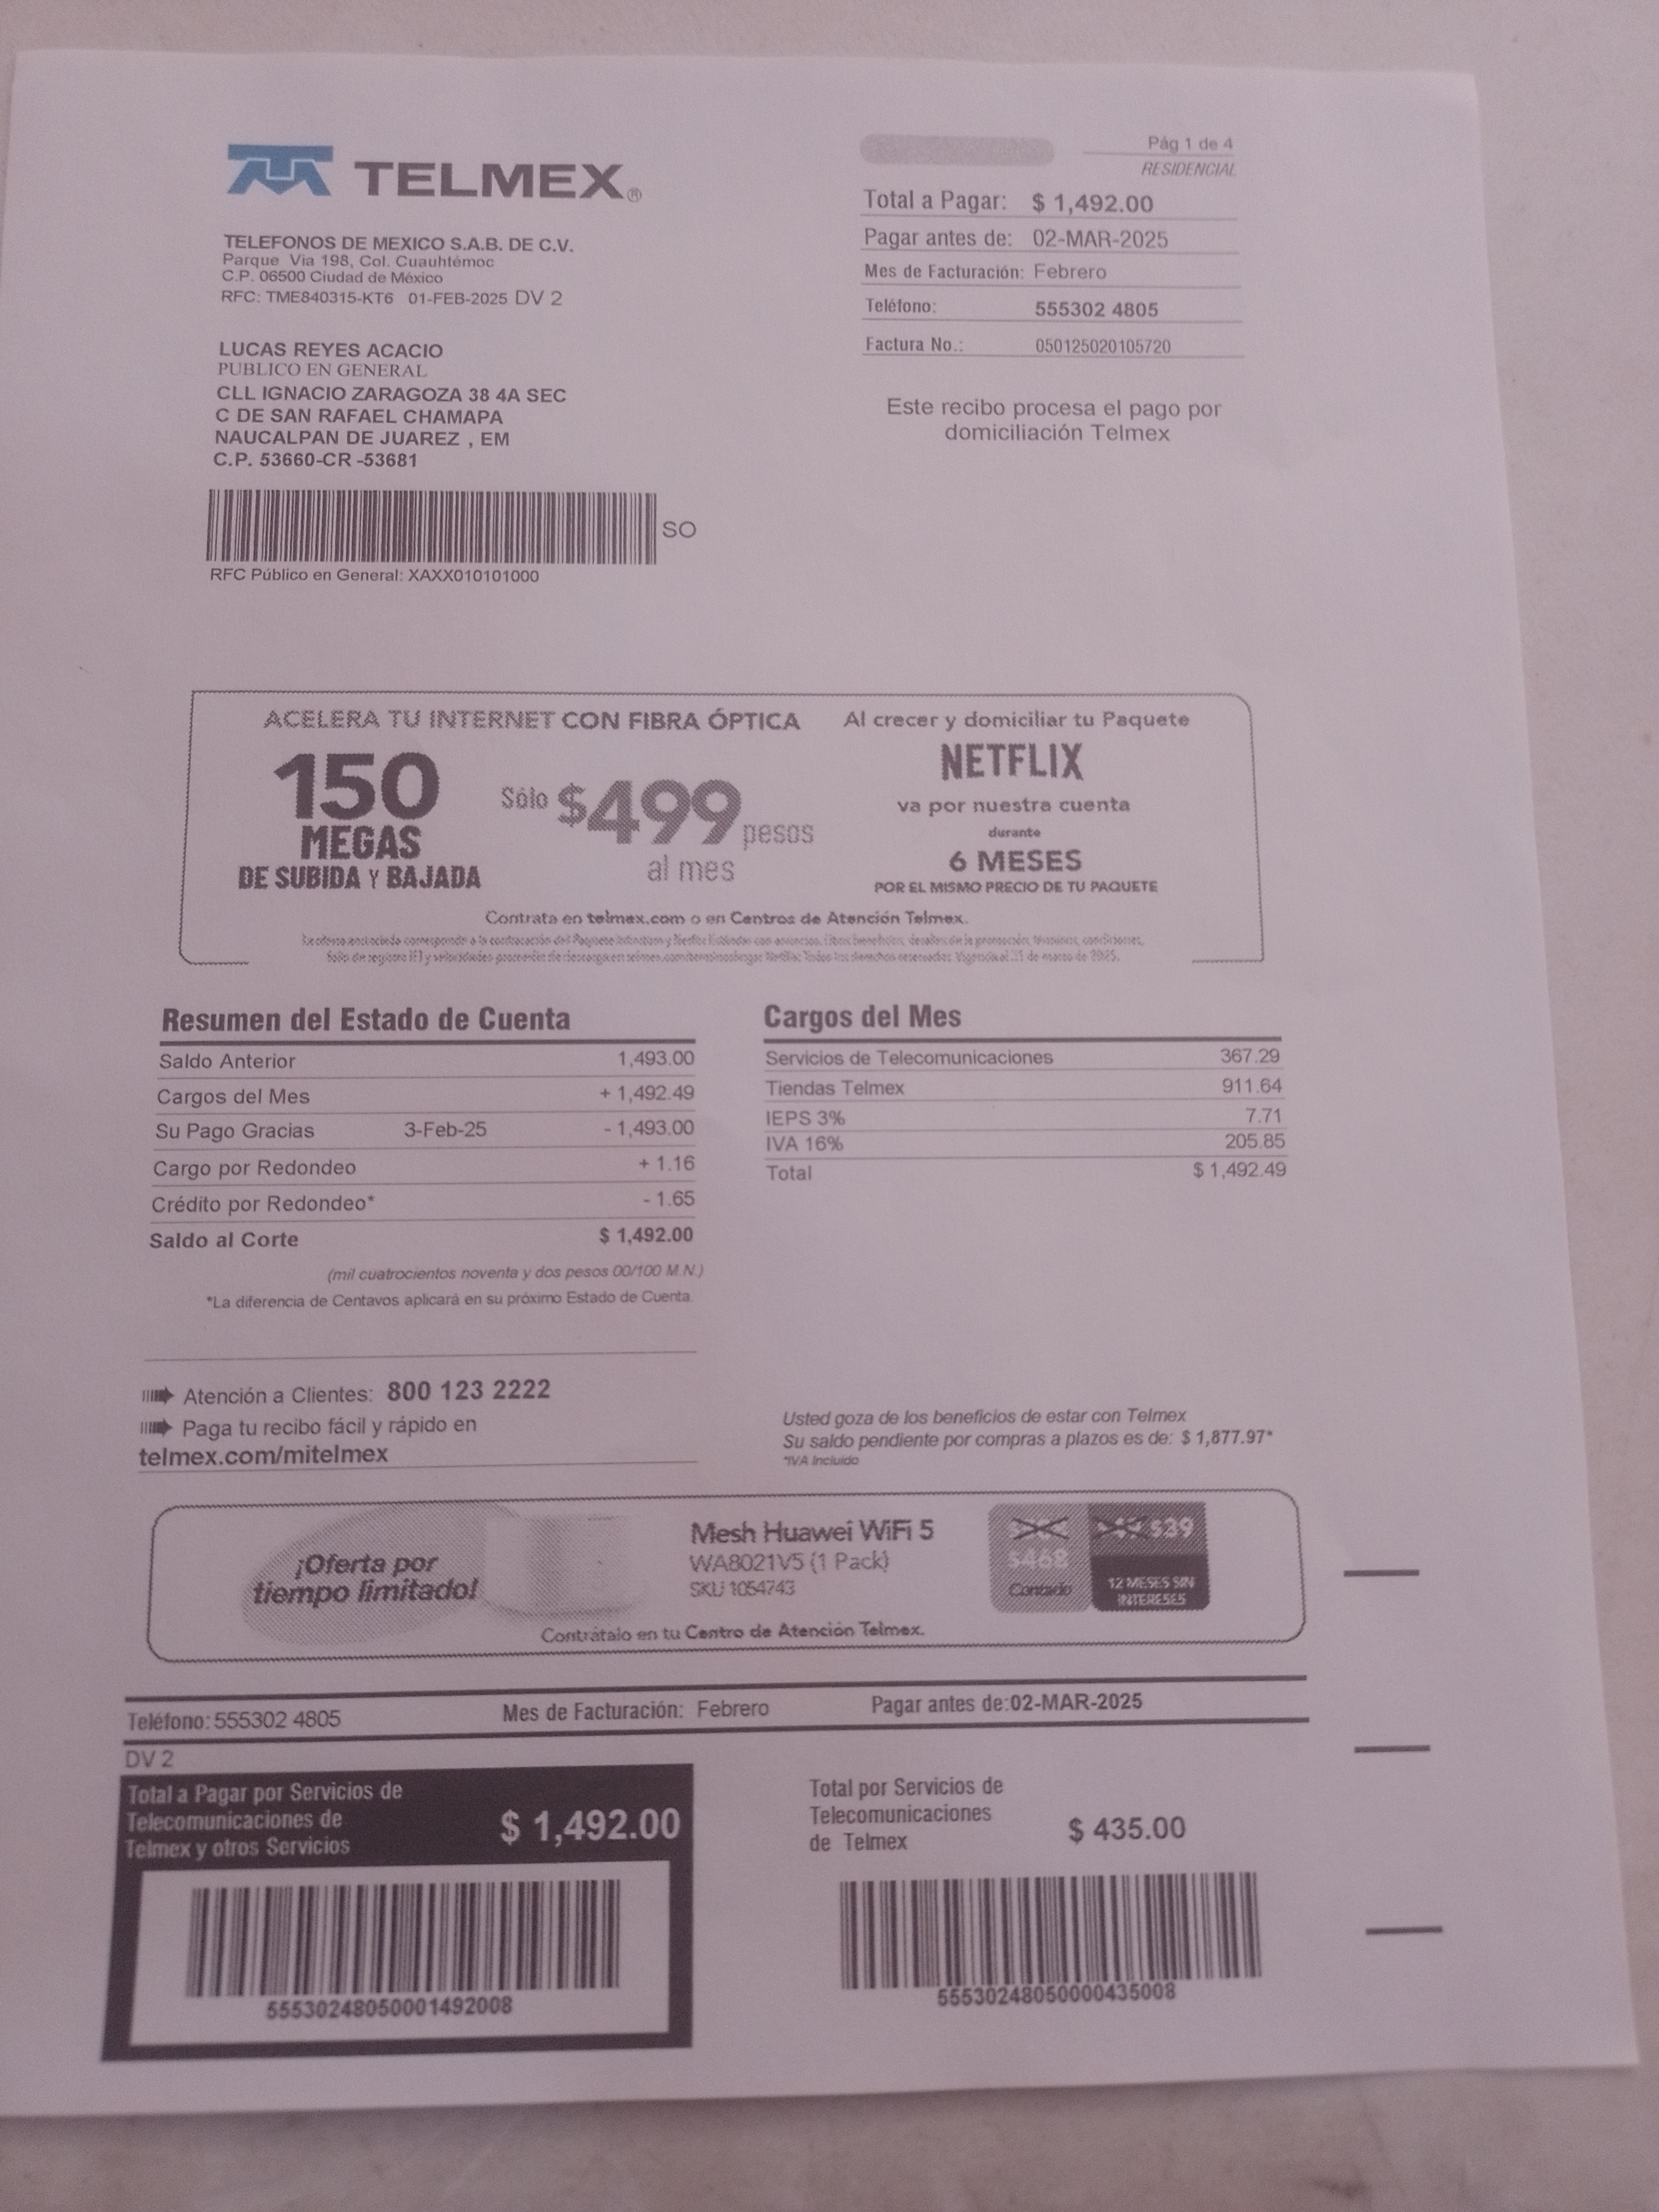 TELMEX®
Pág 1 de 4
RESIDENCIAL
Total a Pagar: $ 1,492.00
Pagar antes de: 02-MAR-2025
Mes de Facturación: Febrero
Teléfono: 555302 4805
Factura No.: 050125020105720
Este recibo procesa el pago por
domiciliación Telmex
TELEFONOS DE MEXICO S.A.B. DE C.V.
Parque Via 198, Col. Cuauhtémoc
C.P. 06500 Ciudad de México
RFC: TME840315-KT6 01-FEB-2025 DV 2
LUCAS REYES ACACIO
PUBLICO EN GENERAL
CLL IGNACIO ZARAGOZA 38 4A SEC
C DE SAN RAFAEL CHAMAPA
NAUCALPAN DE JUAREZ , EM
C.P. 53660-CR -53681
SO
RFC Público en General: XAXX010101000
ACELERA TU INTERNET CON FIBRA ÓPTICA
150
MEGAS
DE SUBIDA Y BAJADA
Sólo $499 pesos
al mes
Al crecer y domiciliar tu Paquete
NETFLIX
va por nuestra cuenta
durante
6 MESES
POR EL MISMO PRECIO DE TU PAQUETE
Contrata en telmex.com o en Centros de Atención Telmex.
Resumen del Estado de Cuenta
Saldo Anterior 1,493.00
Cargos del Mes + 1,492.49
Su Pago Gracias 3-Feb-25 - 1,493.00
Cargo por Redondeo + 1.16
Crédito por Redondeo* - 1.65
Saldo al Corte $ 1,492.00
(mil cuatrocientos noventa y dos pesos 00/100 M.N.)
*La diferencia de Centavos aplicará en su próximo Estado de Cuenta.
Cargos del Mes
Servicios de Telecomunicaciones 367.29
Tiendas Telmex 911.64
IEPS 3% 7.71
IVA 16% 205.85
Total $ 1,492.49
Atención a Clientes: 800 123 2222
Paga tu recibo fácil y rápido en
telmex.com/mitelmex
Usted goza de los beneficios de estar con Telmex
Su saldo pendiente por compras a plazos es de: $ 1,877.97*
*IVA Incluido
¡Oferta por
tiempo limitado!
Mesh Huawei WiFi 5
WA8021V5 (1 Pack)
SKU 1054743
$468
Contado
$39
12 MESES SIN
INTERESES
Contrátalo en tu Centro de Atención Telmex.
Teléfono: 555302 4805 Mes de Facturación: Febrero Pagar antes de:02-MAR-2025
DV 2
Total a Pagar por Servicios de
Telecomunicaciones de
Telmex y otros Servicios
$ 1,492.00
55530248050001492008
Total por Servicios de
Telecomunicaciones
de Telmex
$ 435.00
55530248050000435008